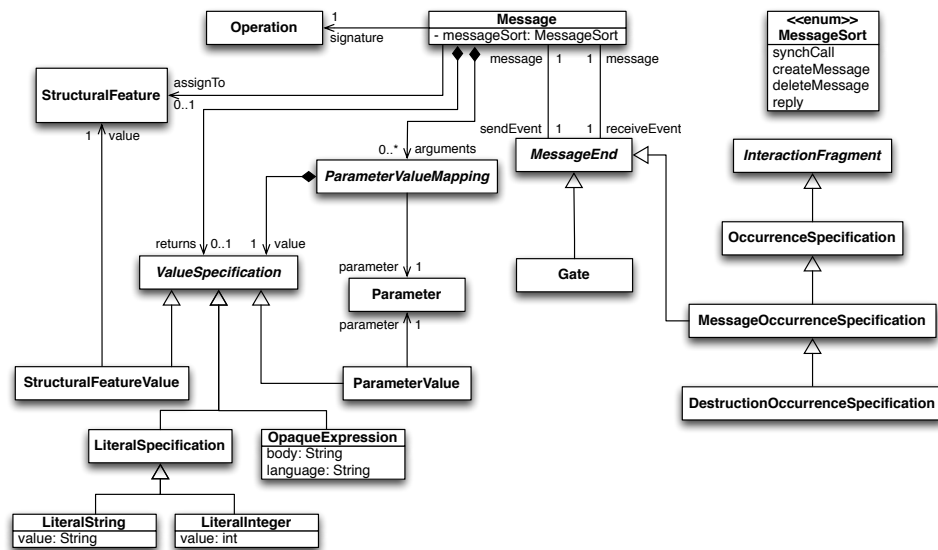 Operation
1
signature
Message
- messageSort: MessageSort
<<enum>>
MessageSort
synchCall
createMessage
deleteMessage
reply
message 1 1 message
StructuralFeature
assignTo
0..1
1 value
sendEvent 1 1 receiveEvent
0..* arguments
MessageEnd
InteractionFragment
ParameterValueMapping
returns 0..1
1 value
OccurrenceSpecification
ValueSpecification
parameter 1
Gate
Parameter
parameter 1
MessageOccurrenceSpecification
StructuralFeatureValue
ParameterValue
DestructionOccurrenceSpecification
LiteralSpecification
OpaqueExpression
body: String
language: String
LiteralString
value: String
LiteralInteger
value: int